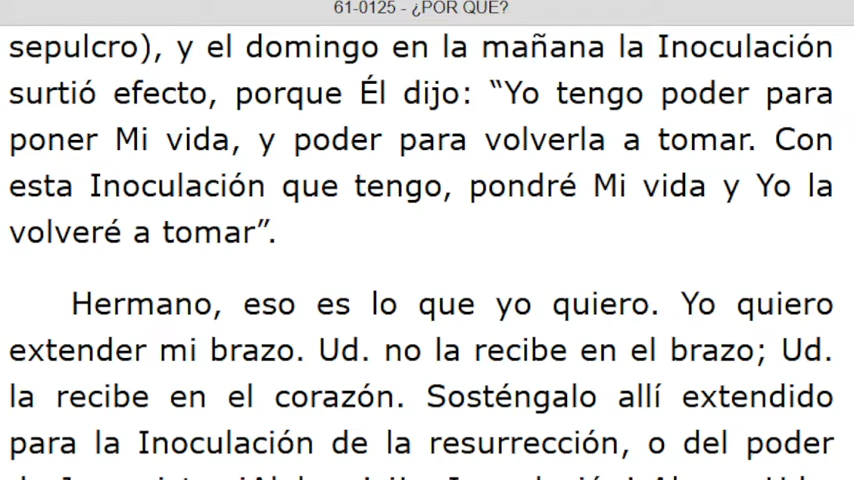 61-0125 - ¿POR QUE?
sepulcro), y el domingo en la mañana la Inoculación
surtió efecto, porque Él dijo: “Yo tengo poder para
poner Mi vida, y poder para volverla a tomar. Con
esta Inoculación que tengo, pondré Mi vida y Yo la
volveré a tomar”.
Hermano, eso es lo que yo quiero. Yo quiero
extender mi brazo. Ud. no la recibe en el brazo; Ud.
la recibe en el corazón. Sosténgalo allí extendido
para la Inoculación de la resurrección, o del poder